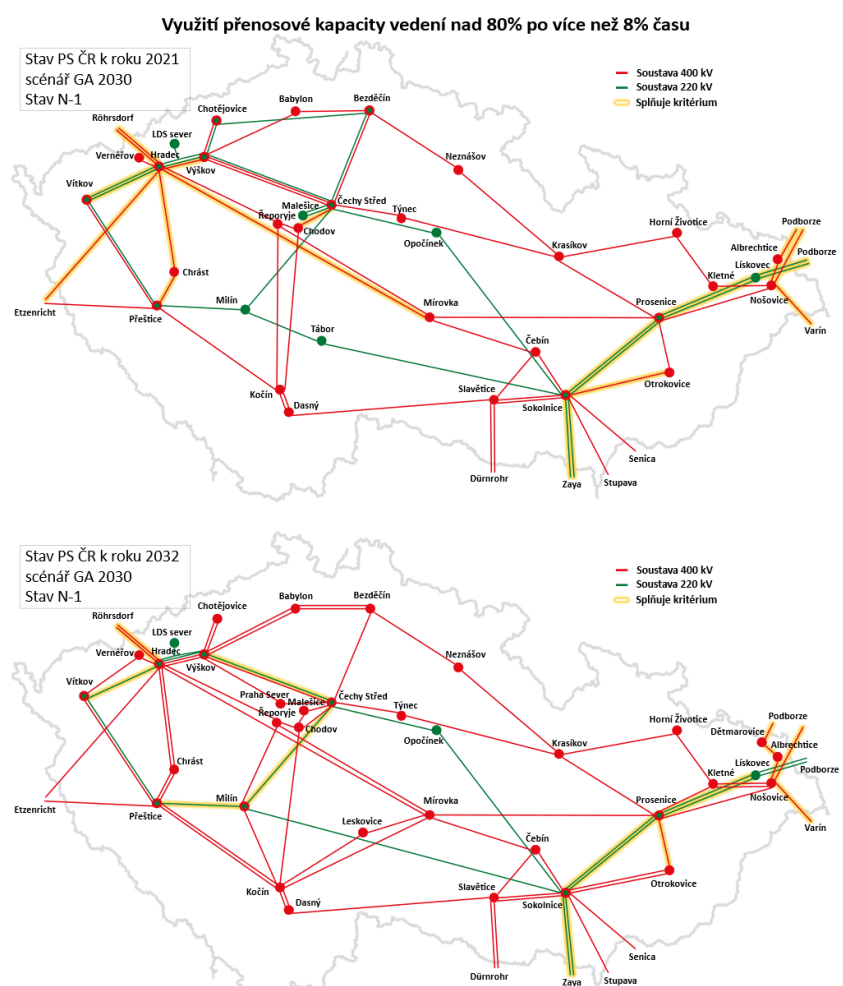 Využití přenosové kapacity vedení nad 80% po více než 8% času
Stav PS ČR k roku 2021
scénář GA 2030
Stav N-1
Soustava 400 kV
Soustava 220 kV
Splňuje kritérium
Babylon
Bezděčín
Chotějovice
Röhrsdorf
LDS sever
Vernéřov
Hradec
Výškov
Neznášov
Vítkov
Malešice
Čechy Střed
Řeporyje
Týnec
Chodov
Opočínek
Horní Životice
Podborze
Albrechtice
Podborze
Krasíkov
Lískovec
Kletné
Chrást
Nošovice
Etzenricht
Přeštice
Milín
Mírovka
Prosenice
Varín
Tábor
Čebín
Otrokovice
Kočín
Slavětice
Dasný
Sokolnice
Senica
Dürnrohr
Zaya
Stupava
Stav PS ČR k roku 2032
scénář GA 2030
Stav N-1
Soustava 400 kV
Soustava 220 kV
Splňuje kritérium
Babylon
Bezděčín
Chotějovice
Röhrsdorf
LDS sever
Vernéřov
Hradec
Výškov
Neznášov
Vítkov
Praha Sever
Malešice
Čechy Střed
Řeporyje
Týnec
Chodov
Opočínek
Horní Životice
Podborze
Dětmarovice
Albrechtice
Krasíkov
Lískovec
Podborze
Kletné
Chrást
Nošovice
Etzenricht
Přeštice
Milín
Mírovka
Prosenice
Varín
Leskovice
Čebín
Otrokovice
Kočín
Slavětice
Dasný
Sokolnice
Senica
Dürnrohr
Zaya
Stupava